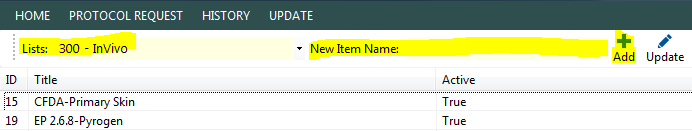 HOME PROTOCOL REQUEST HISTORY UPDATE
Lists: 300 - InVivo New Item Name: Add Update
ID Title Active
15 CFDA-Primary Skin True
19 EP 2.6.8-Pyrogen True